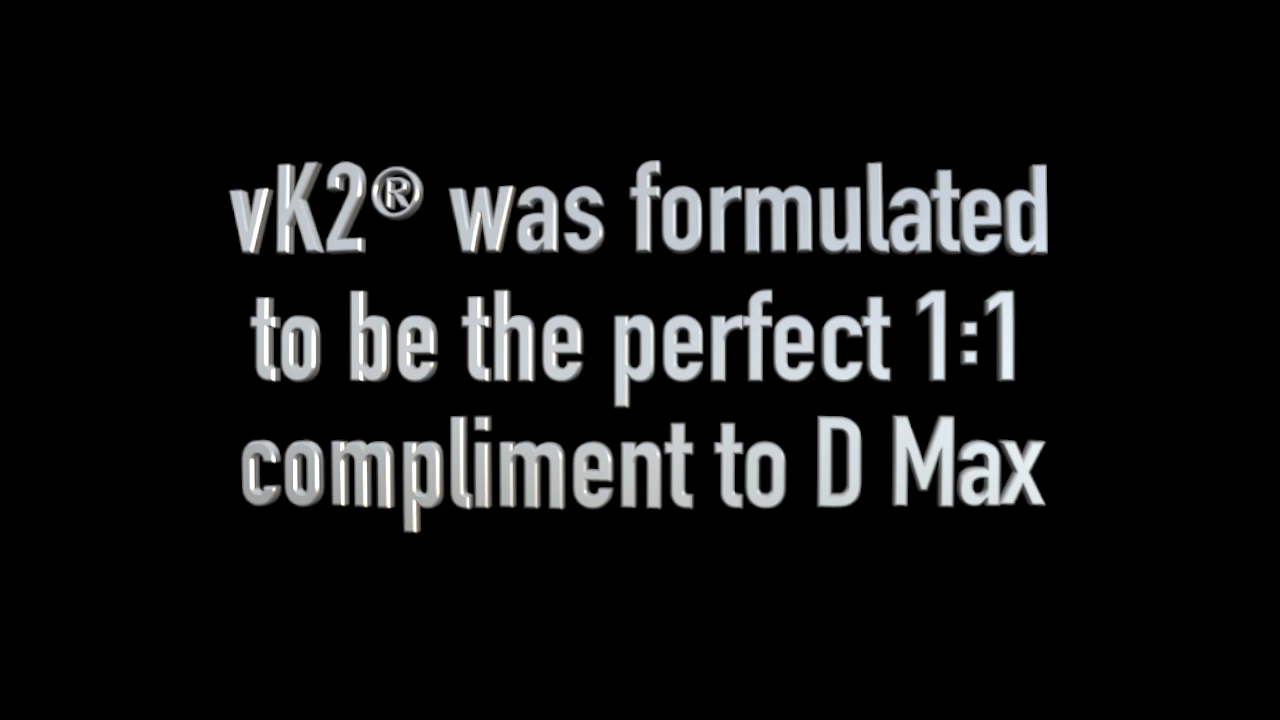 vK2® was formulated
to be the perfect 1:1
compliment to D Max